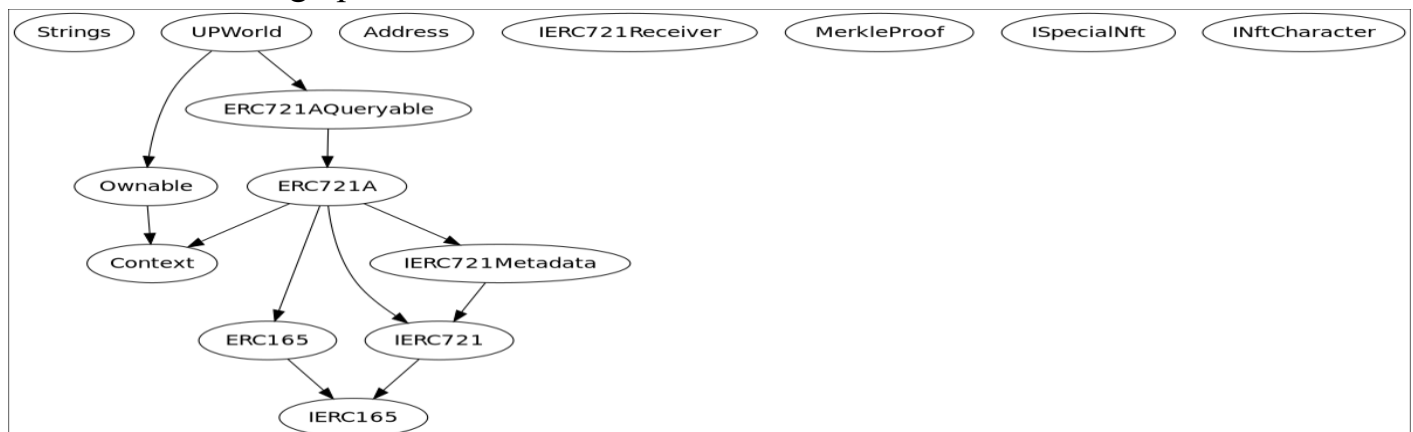 Strings UPWorld Address IERC721Receiver MerkleProof ISpecialNft INftCharacter
ERC721AQueryable
Ownable ERC721A
Context IERC721Metadata
ERC165 IERC721
IERC165